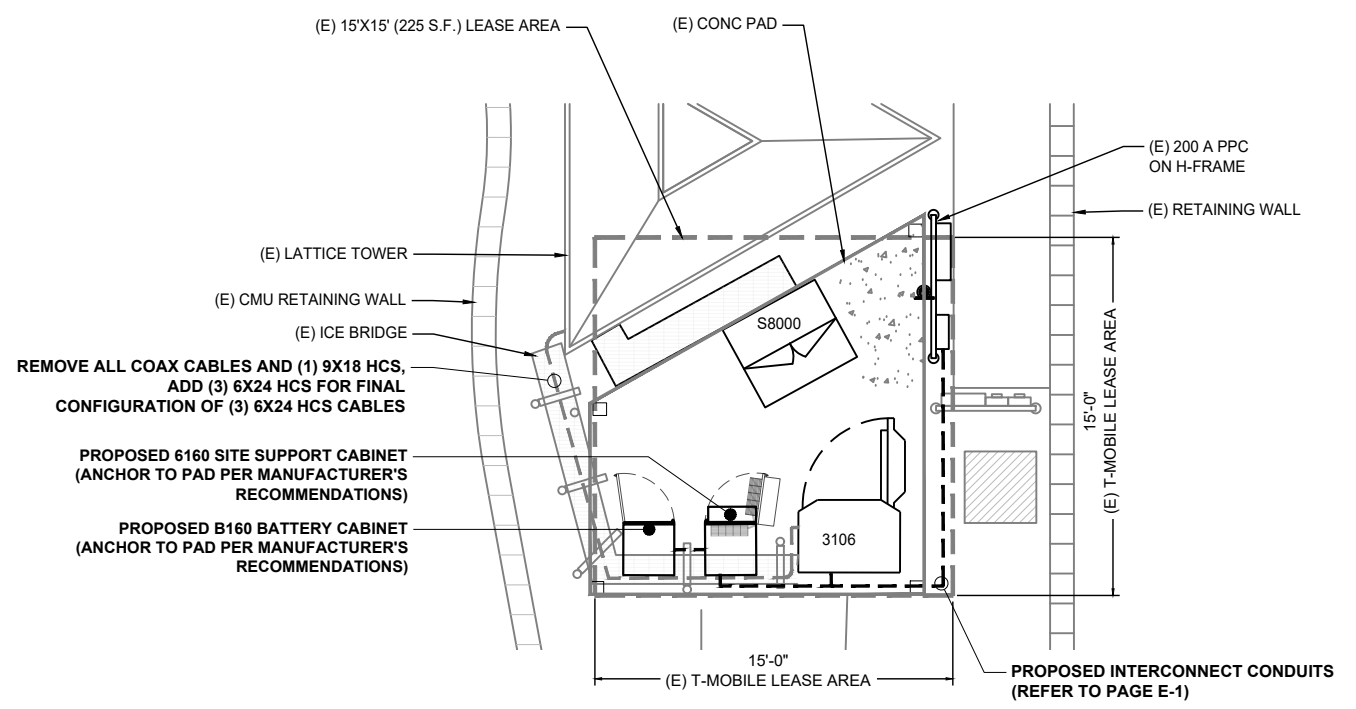 (E) 15'X15' (225 S.F.) LEASE AREA
(E) CONC PAD
(E) 200 A PPC
ON H-FRAME
(E) RETAINING WALL
(E) LATTICE TOWER
(E) CMU RETAINING WALL
(E) ICE BRIDGE
REMOVE ALL COAX CABLES AND (1) 9X18 HCS,
ADD (3) 6X24 HCS FOR FINAL
CONFIGURATION OF (3) 6X24 HCS CABLES
PROPOSED 6160 SITE SUPPORT CABINET
(ANCHOR TO PAD PER MANUFACTURER'S
RECOMMENDATIONS)
PROPOSED B160 BATTERY CABINET
(ANCHOR TO PAD PER MANUFACTURER'S
RECOMMENDATIONS)
S8000
3106
15'-0"
(E) T-MOBILE LEASE AREA
15'-0"
(E) T-MOBILE LEASE AREA
PROPOSED INTERCONNECT CONDUITS
(REFER TO PAGE E-1)